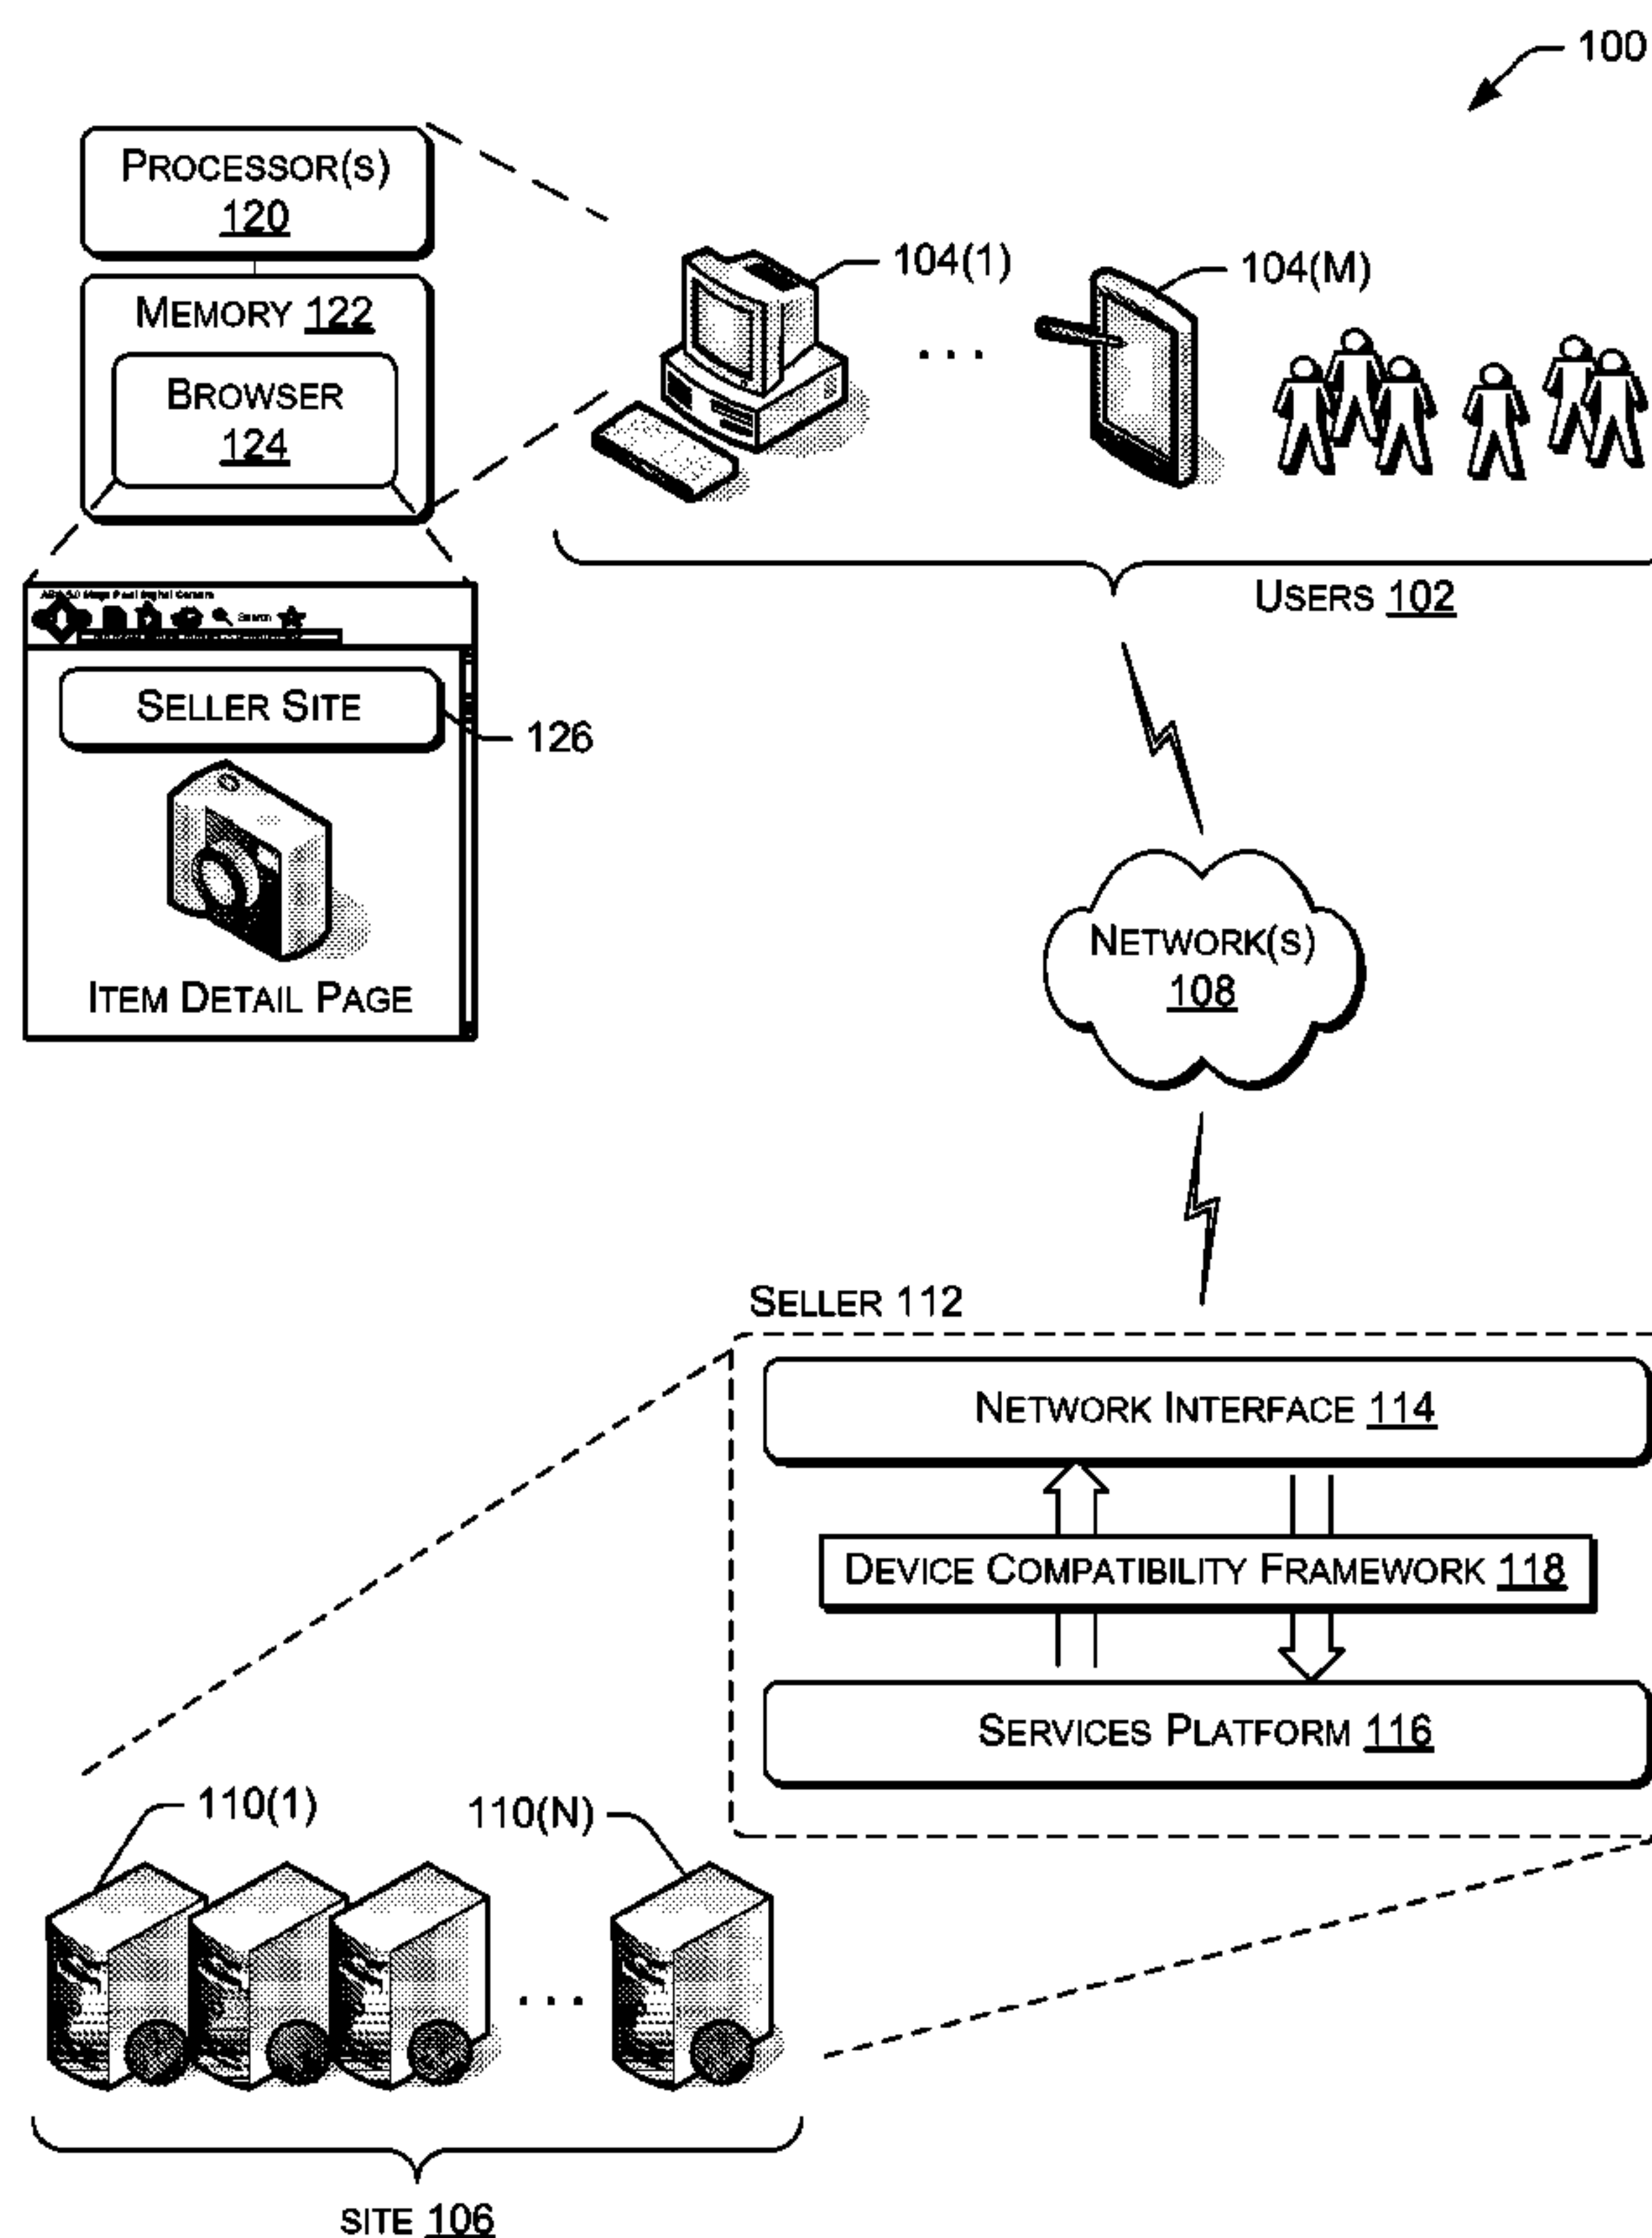 100
PROCESSOR(S)
120
MEMORY 122
BROWSER
124
104(1)
104(M)
...
USERS 102
Search
SELLER SITE
126
ITEM DETAIL PAGE
NETWORK(S)
108
SELLER 112
NETWORK INTERFACE 114
DEVICE COMPATIBILITY FRAMEWORK 118
SERVICES PLATFORM 116
110(1)
110(N)
...
SITE 106